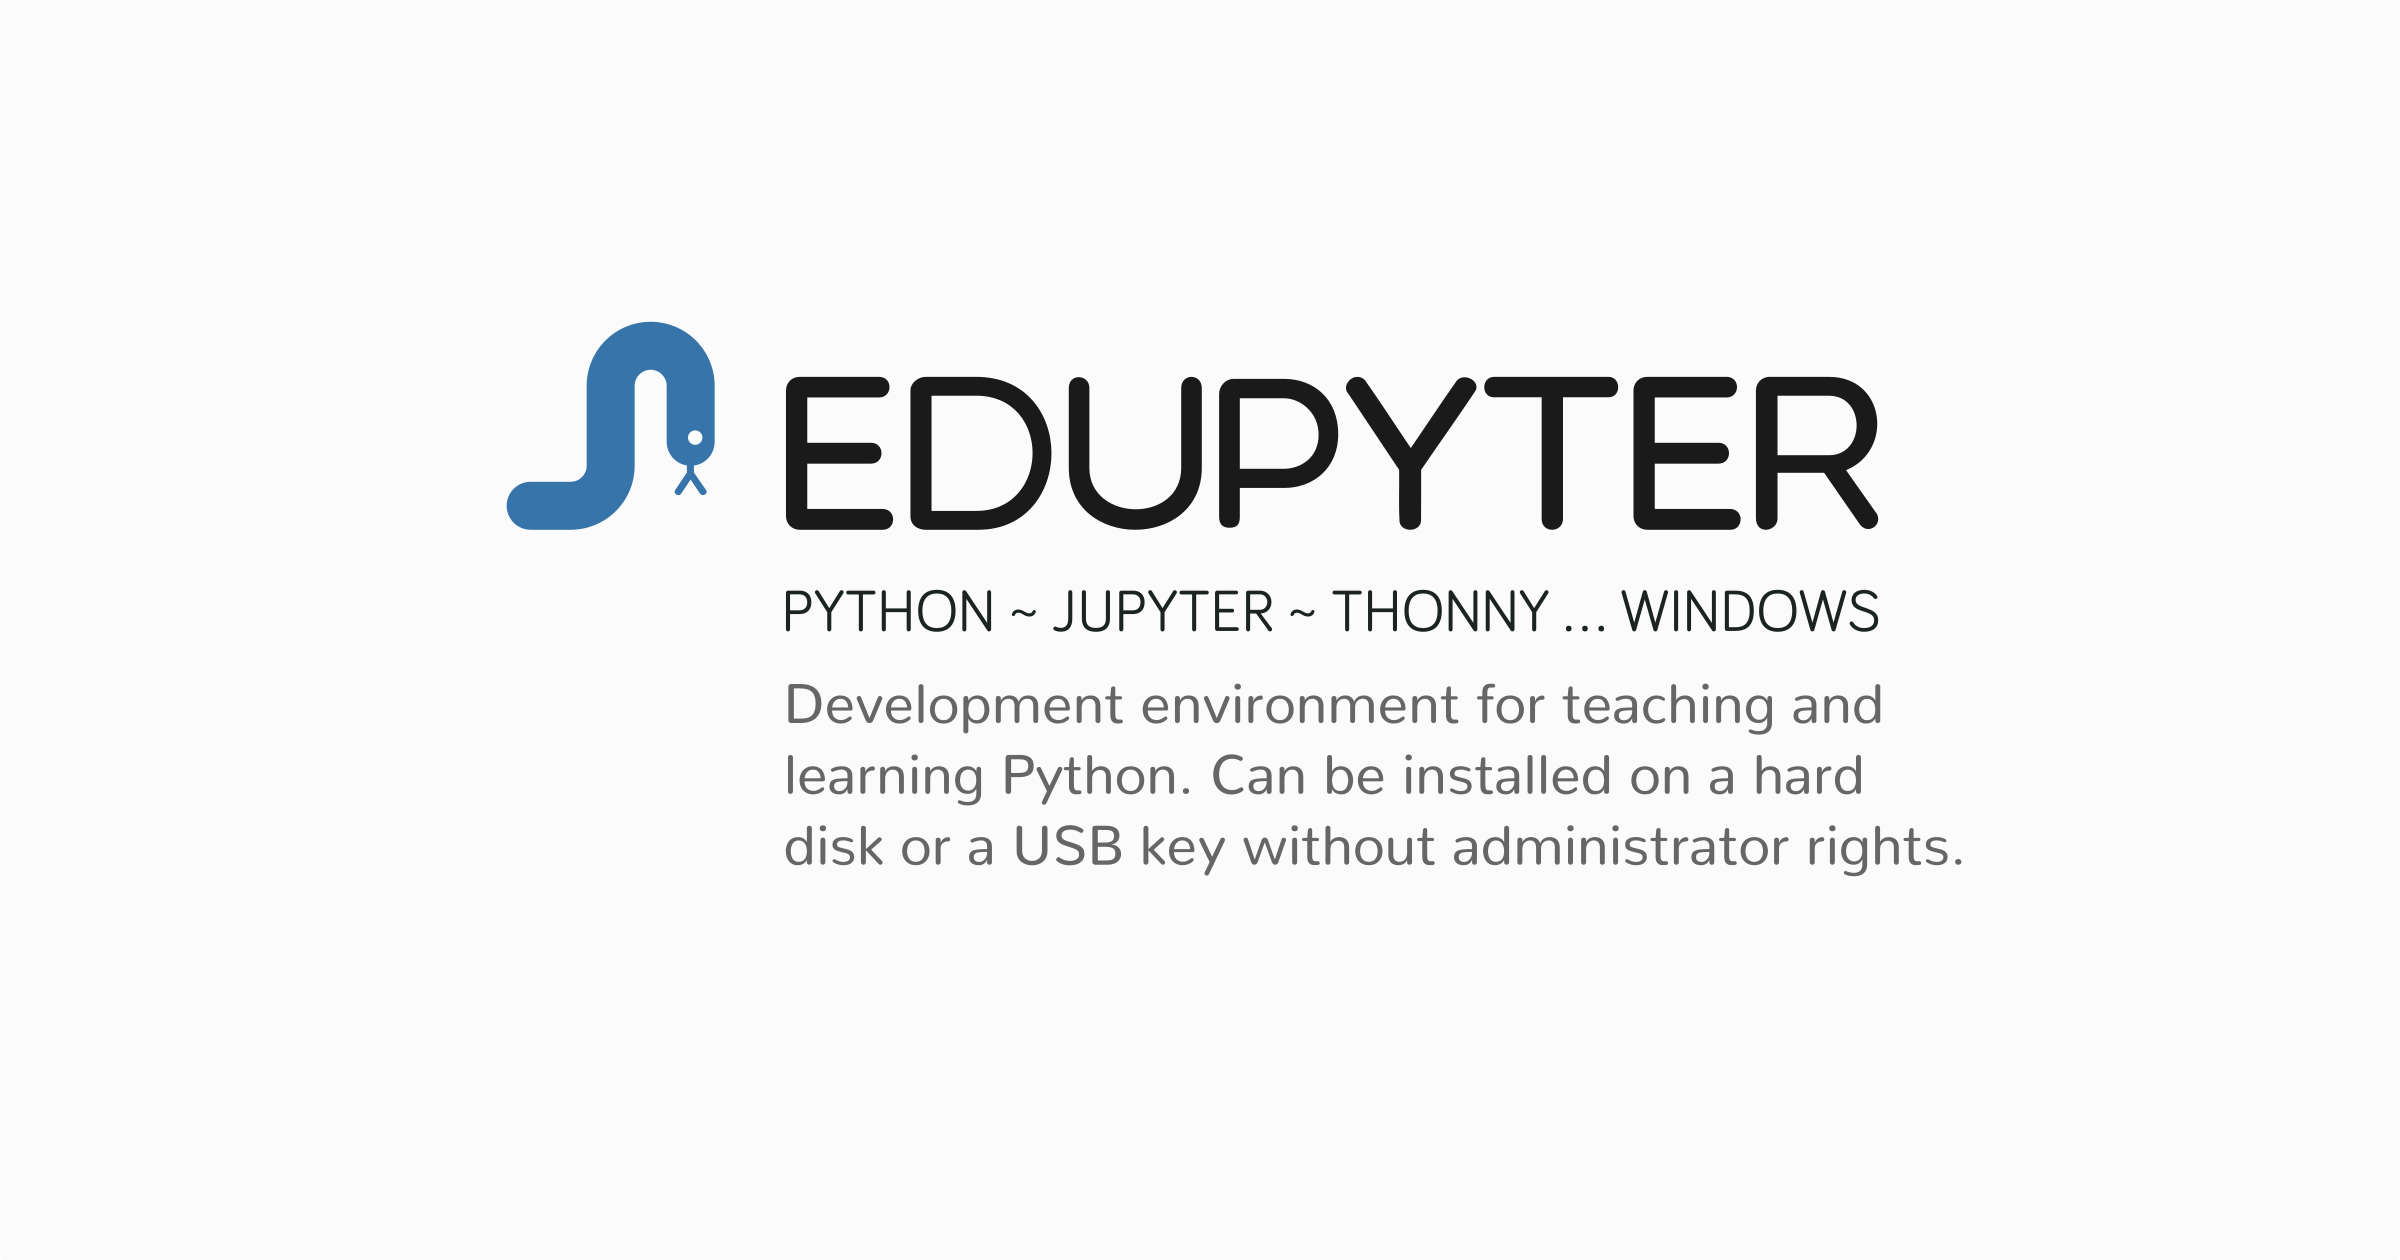 EDUPYTER
PYTHON ~ JUPYTER ~ THONNY ... WINDOWS
Development environment for teaching and
learning Python. Can be installed on a hard
disk or a USB key without administrator rights.